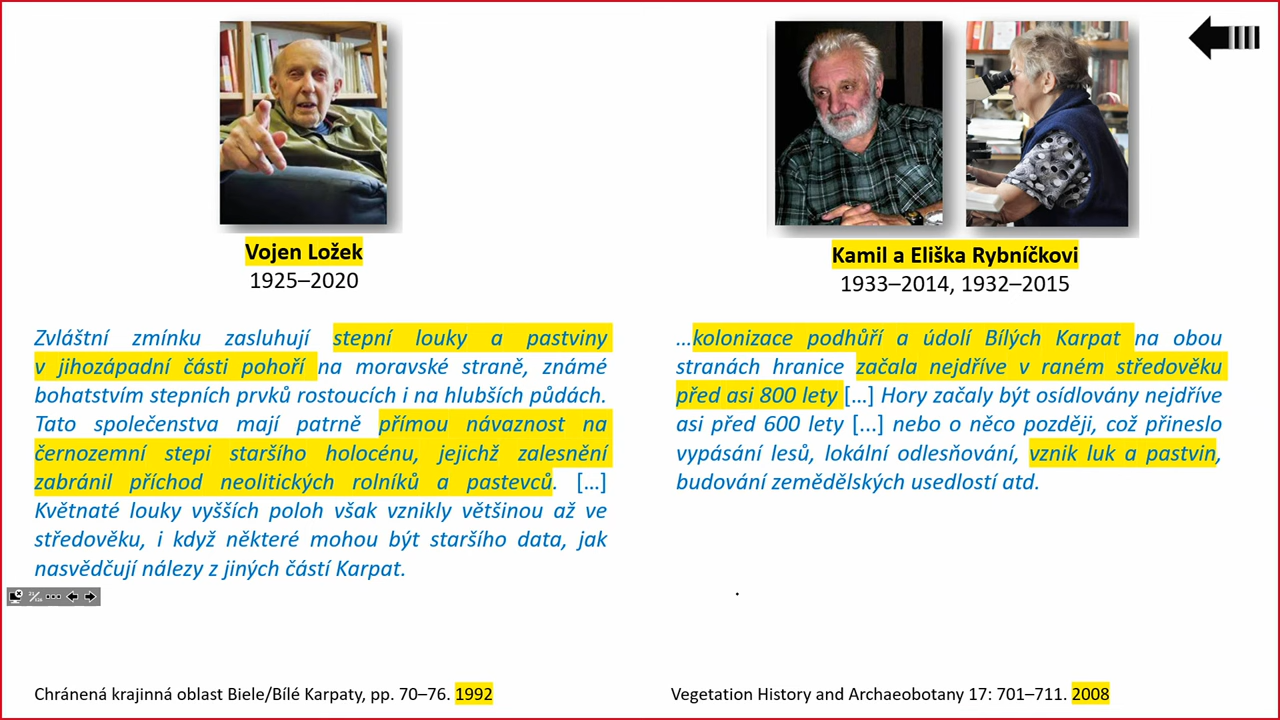 Vojen Ložek
1925–2020
Zvláštní zmínku zasluhují stepní louky a pastviny
v jihozápadní části pohoří na moravské straně, známé
bohatstvím stepních prvků rostoucích i na hlubších půdách.
Tato společenstva mají patrně přímou návaznost na
černozemní stepi staršího holocénu, jejichž zalesnění
zabránil příchod neolitických rolníků a pastevců. [...]
Květnaté louky vyšších poloh však vznikly většinou až ve
středověku, i když některé mohou být staršího data, jak
nasvědčují nálezy z jiných částí Karpat.
Chránená krajinná oblast Biele/Bílé Karpaty, pp. 70–76. 1992
Kamil a Eliška Rybníčkovi
1933–2014, 1932–2015
...kolonizace podhůří a údolí Bílých Karpat na obou
stranách hranice začala nejdříve v raném středověku
před asi 800 lety [...] Hory začaly být osídlovány nejdříve
asi před 600 lety [...] nebo o něco později, což přineslo
vypásání lesů, lokální odlesňování, vznik luk a pastvin,
budování zemědělských usedlostí atd.
Vegetation History and Archaeobotany 17: 701–711. 2008